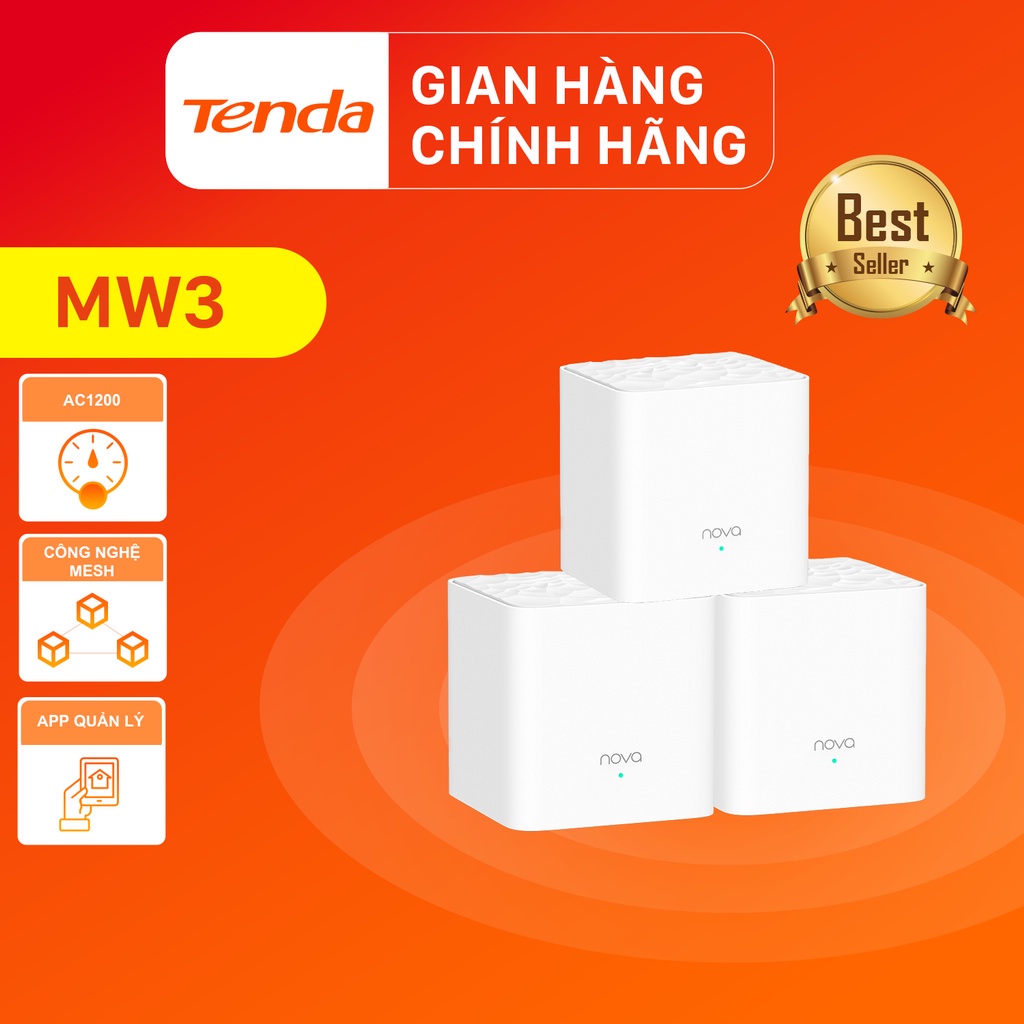 Tenda
GIAN HÀNG
CHÍNH HÃNG
Best
Seller
MW3
AC1200
CÔNG NGHỆ
MESH
APP QUẢN LÝ
nova
nova
nova